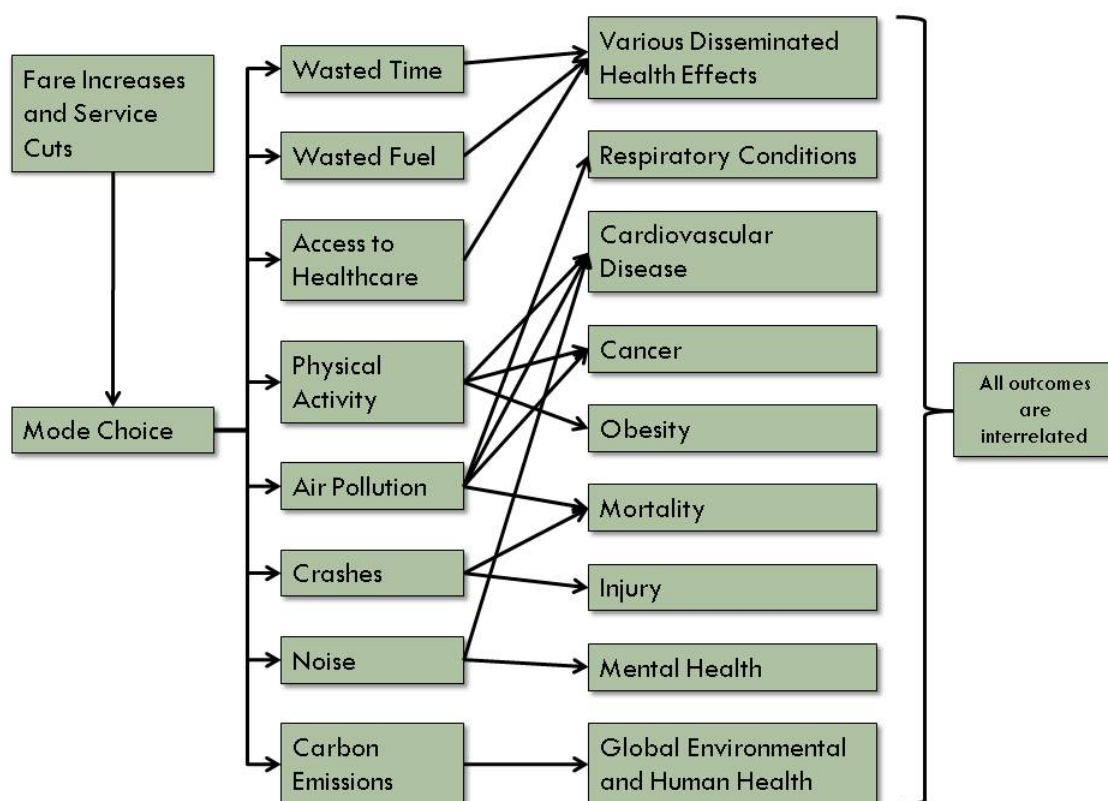 Fare Increases
and Service
Cuts
Mode Choice
Wasted Time
Wasted Fuel
Access to
Healthcare
Physical
Activity
Air Pollution
Crashes
Noise
Carbon
Emissions
Various Disseminated
Health Effects
Respiratory Conditions
Cardiovascular
Disease
Cancer
Obesity
Mortality
Injury
Mental Health
Global Environmental
and Human Health
All outcomes
are
interrelated